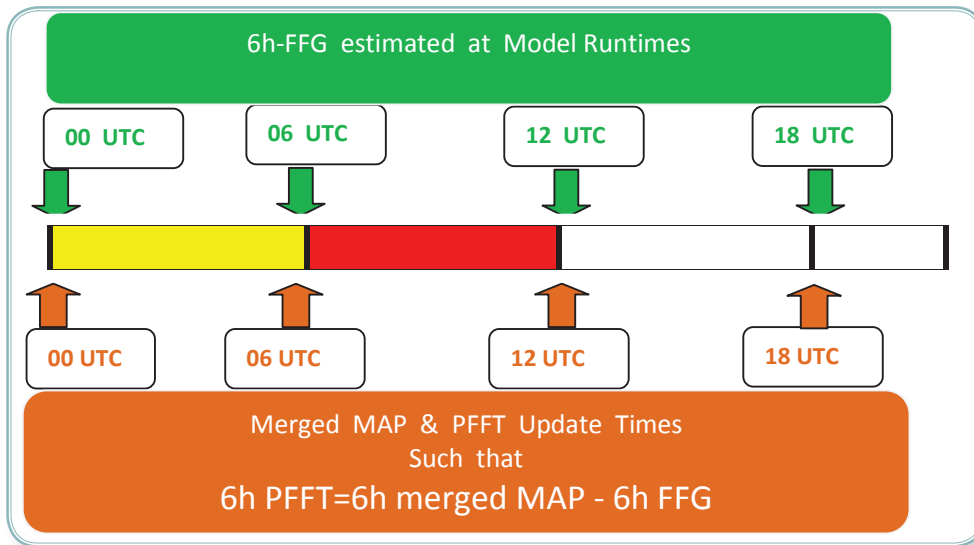 6h-FFG estimated at Model Runtimes
00 UTC
06 UTC
12 UTC
18 UTC
00 UTC
06 UTC
12 UTC
18 UTC
Merged MAP & PFFT Update Times
Such that
6h PFFT=6h merged MAP - 6h FFG